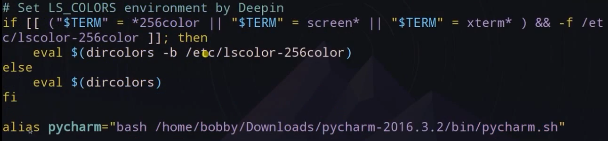 # Set LS_COLORS environment by Deepin
if [[ ("$TERM" = *256color || "$TERM" = screen* || "$TERM" = xterm* ) && -f /et
c/lscolor-256color ]]; then
    eval $(dircolors -b /etc/lscolor-256color)
else
    eval $(dircolors)
fi

alias pycharm="bash /home/bobby/Downloads/pycharm-2016.3.2/bin/pycharm.sh"